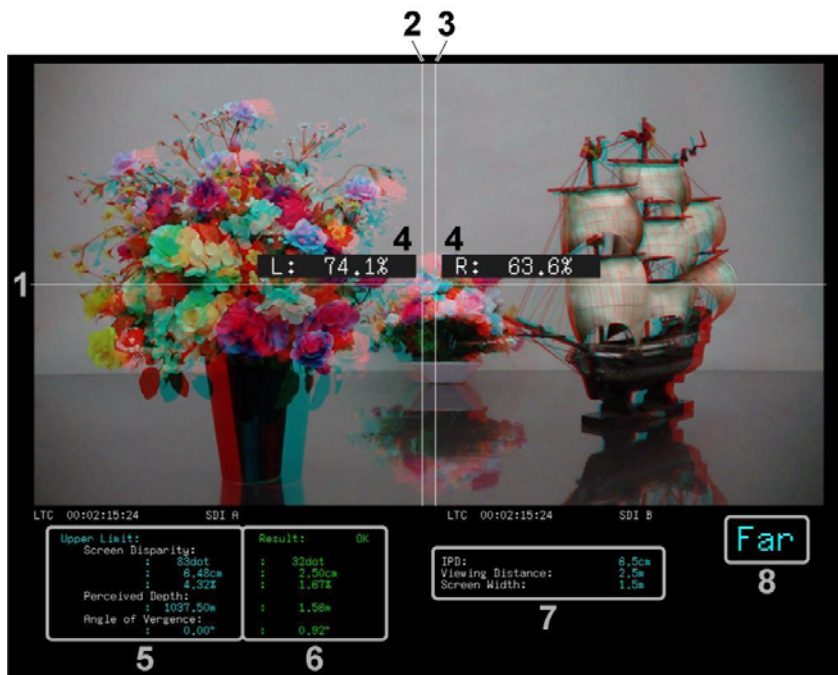 2 3
4 4
L: 74.1% R: 63.6%
1
LTC 00:02:15:24 SDI A LTC 00:02:15:24 SDI B
Upper Limit: Result: OK
Screen Disparity:
: 83dot : 32dot
: 6.48cm : 2.50cm
: 4.32% : 1.67%
Perceived Depth:
: 1037.50m : 1.56m
Angle of Vergence:
: 0.00° : 0.92°
IPD: 6.5cm
Viewing Distance: 2.5m
Screen Width: 1.5m
Far
5 6 7 8